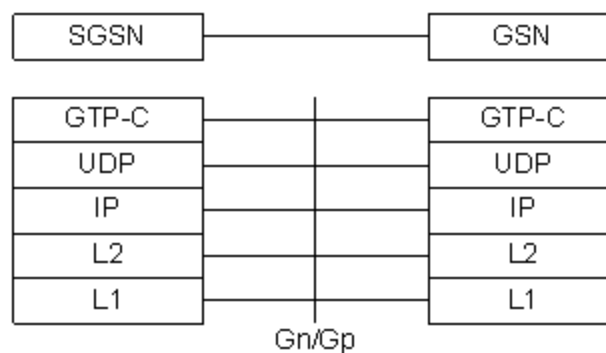 SGSN GSN
GTP-C GTP-C
UDP UDP
IP IP
L2 L2
L1 L1
Gn/Gp